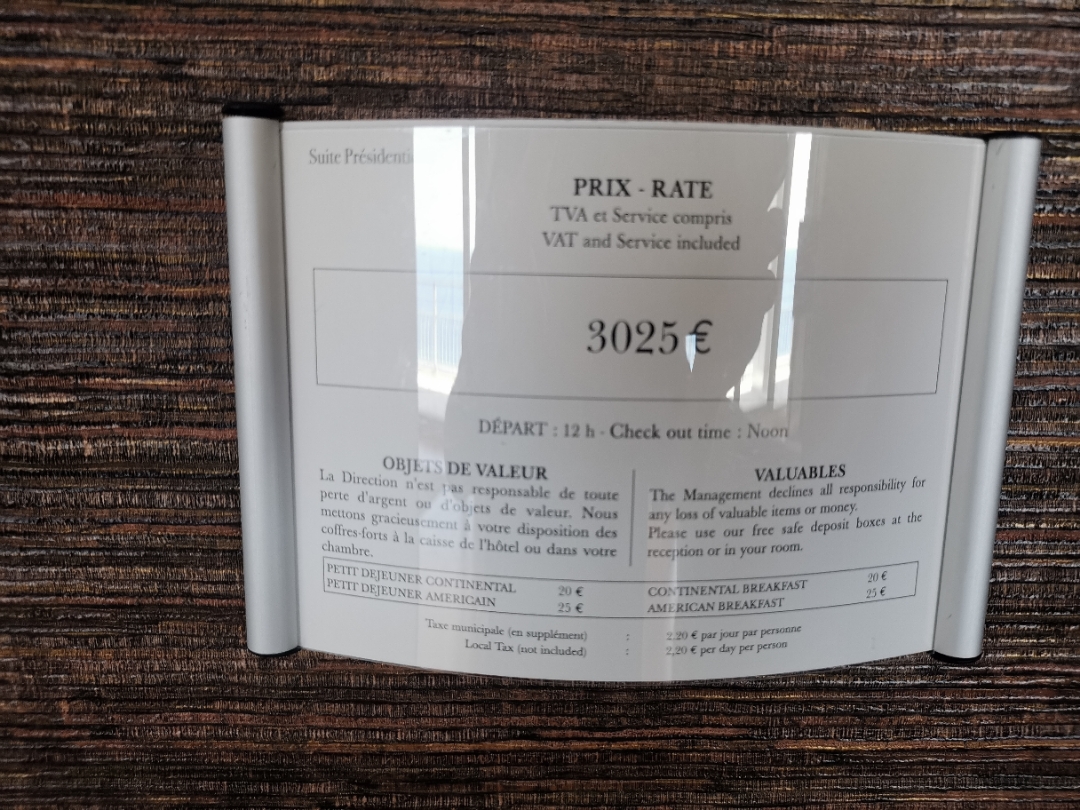 Suite Présidenti
PRIX - RATE
TVA et Service compris
VAT and Service included
3025 €
DÉPART : 12 h - Check out time : Noon
OBJETS DE VALEUR
La Direction n'est pas responsable de toute
perte d'argent ou d'objets de valeur. Nous
mettons gracieusement à votre disposition des
coffres-forts à la caisse de l'hôtel ou dans votre
chambre.
VALUABLES
The Management declines all responsibility for
any loss of valuable items or money.
Please use our free safe deposit boxes at the
reception or in your room.
PETIT DEJEUNER CONTINENTAL 20 €
PETIT DEJEUNER AMERICAIN 25 €
CONTINENTAL BREAKFAST 20 €
AMERICAN BREAKFAST 25 €
Taxe municipale (en supplément) : 2,20 € par jour par personne
Local Tax (not included) : 2,20 € per day per person